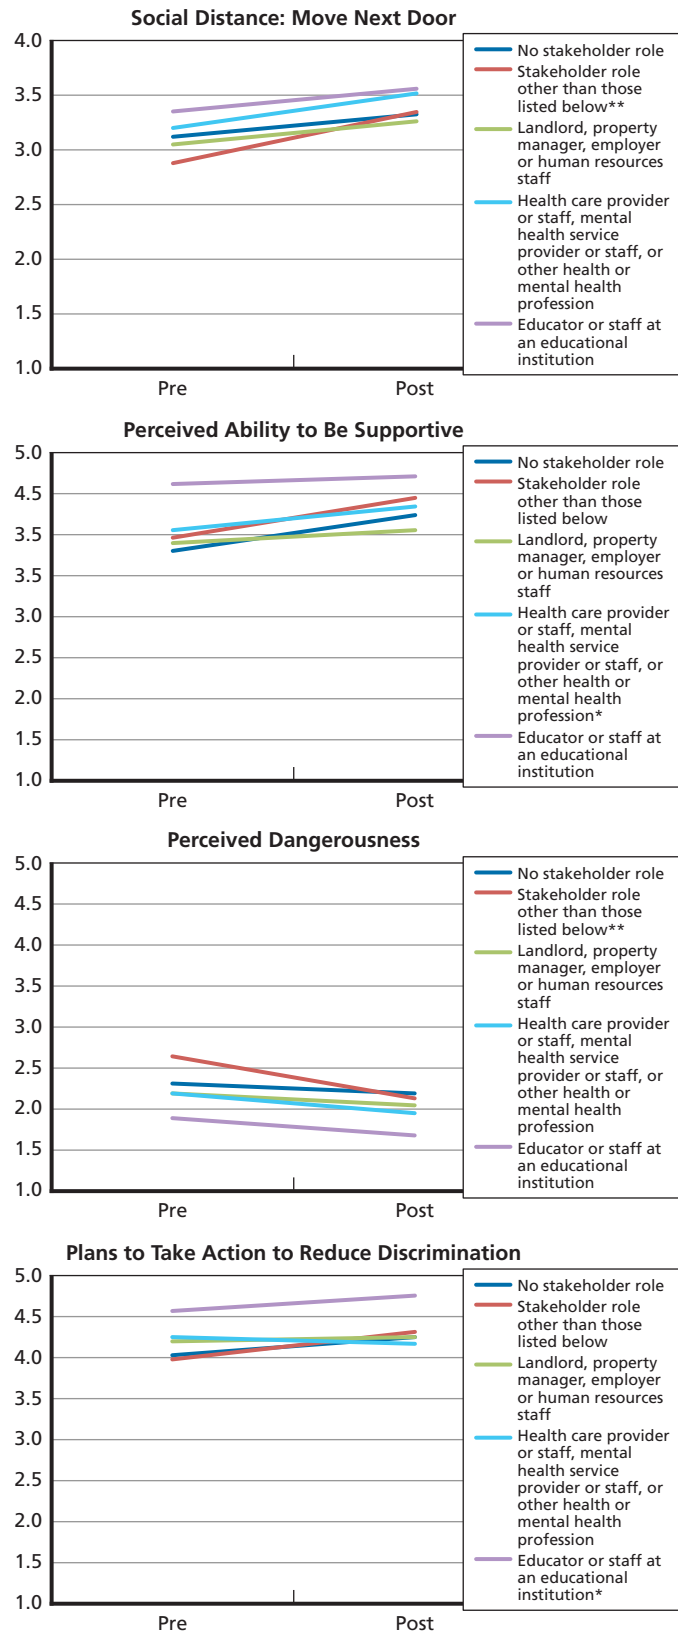 Social Distance: Move Next Door
4.0
3.5
3.0
2.5
2.0
1.5
1.0
Pre
Post
No stakeholder role
Stakeholder role
other than those
listed below**
Landlord, property
manager, employer
or human resources
staff
Health care provider
or staff, mental
health service
provider or staff, or
other health or
mental health
profession
Educator or staff at
an educational
institution
Perceived Ability to Be Supportive
5.0
4.5
3.5
3.5
3.0
2.5
2.0
1.5
1.0
Pre
Post
No stakeholder role
Stakeholder role
other than those
listed below
Landlord, property
manager, employer
or human resources
staff
Health care provider
or staff, mental
health service
provider or staff, or
other health or
mental health
profession*
Educator or staff at
an educational
institution
Perceived Dangerousness
5.0
4.5
4.0
3.5
3.0
2.5
2.0
1.5
1.0
Pre
Post
No stakeholder role
Stakeholder role
other than those
listed below**
Landlord, property
manager, employer
or human resources
staff
Health care provider
or staff, mental
health service
provider or staff, or
other health or
mental health
profession
Educator or staff at
an educational
institution
Plans to Take Action to Reduce Discrimination
5.0
4.5
4.0
3.5
3.0
2.5
2.0
1.5
1.0
Pre
Post
No stakeholder role
Stakeholder role
other than those
listed below
Landlord, property
manager, employer
or human resources
staff
Health care provider
or staff, mental
health service
provider or staff, or
other health or
mental health
profession
Educator or staff at
an educational
institution*